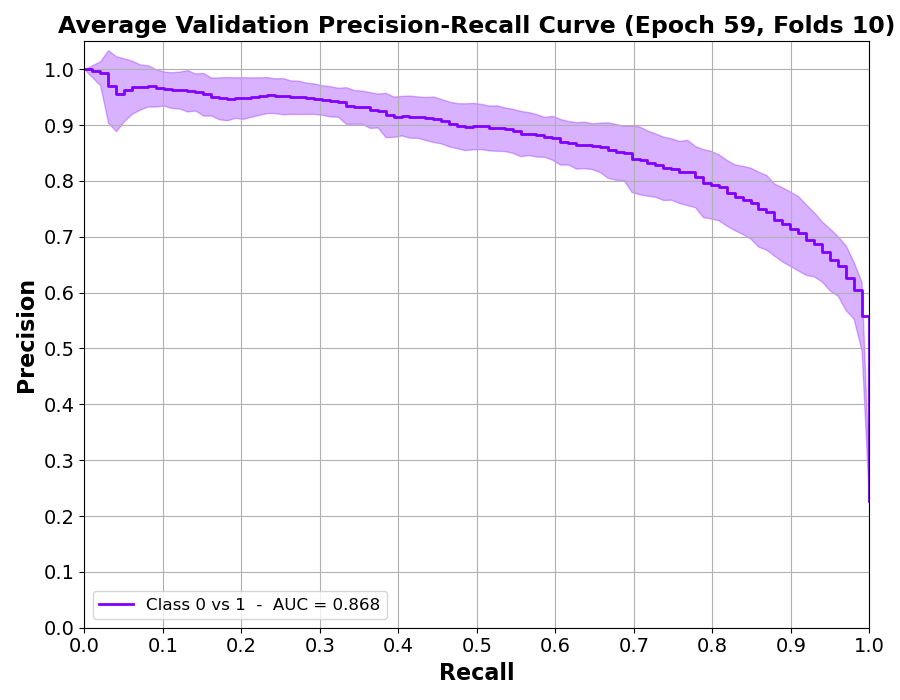 Average Validation Precision-Recall Curve (Epoch 59, Folds 10)
1.0
0.9
0.8
0.7
0.6
0.5
0.4
0.3
0.2
0.1
0.0
Precision
Class 0 vs 1 - AUC = 0.868
0.0 0.1 0.2 0.3 0.4 0.5 0.6 0.7 0.8 0.9 1.0
Recall